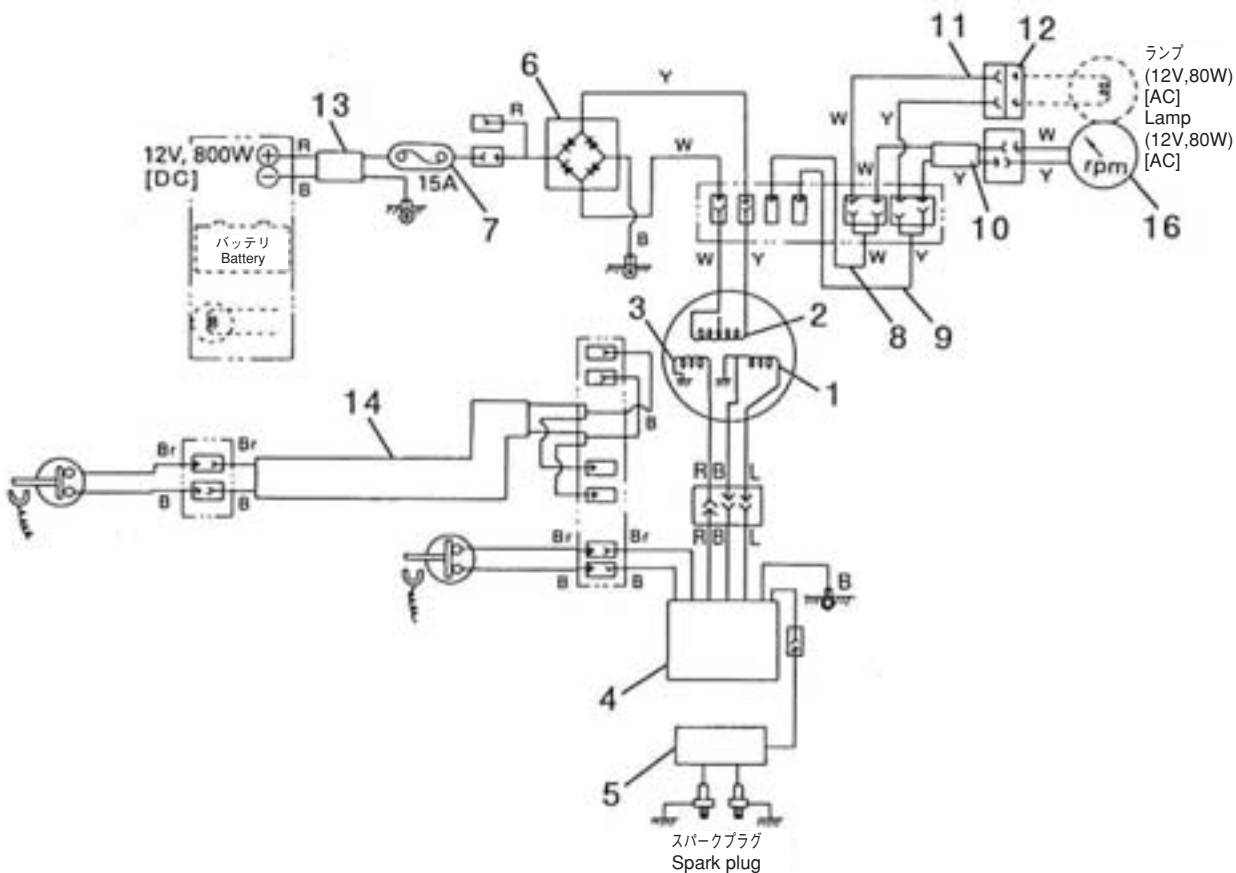 11
12
ランプ
(12V,80W)
[AC]
Lamp
(12V,80W)
[AC]
6
Y
13
R
W
Y
W
12V, 800W
[DC]
R
B
15A
7
W
Y
W
Y
rpm
10
16
バッテリ
Battery
B
W
Y
W
Y
8
9
3
2
1
14
B
Br
Br
B
B
R
B
L
R
B
L
Br
Br
B
B
B
4
5
スパークプラグ
Spark plug